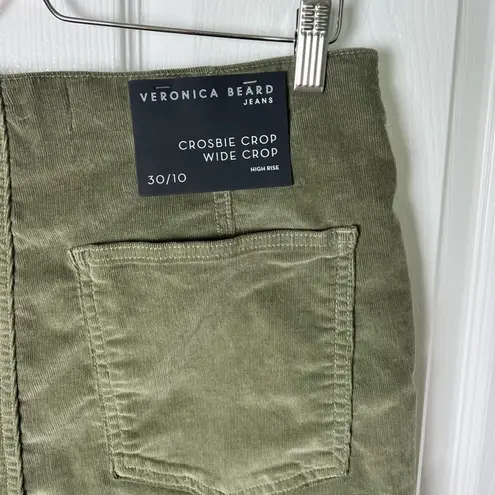 VERONICA BEARD
JEANS
CROSBIE CROP
WIDE CROP
30/10
HIGH RISE